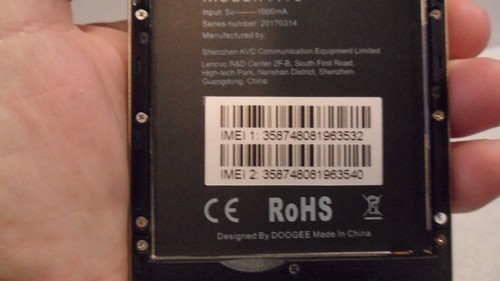 Input: 5v⎓1000mA
Series number: 20170314
Manufactured by:
Shenzhen KVD Communication Equipment Limited
Lenovo R&D Center 2F-B, South First Road,
High-tech Park, Nanshan District, Shenzhen,
Guangdong, China
IMEI 1: 358748081963532
IMEI 2: 358748081963540
CE RoHS
Designed By DOOGEE Made In China